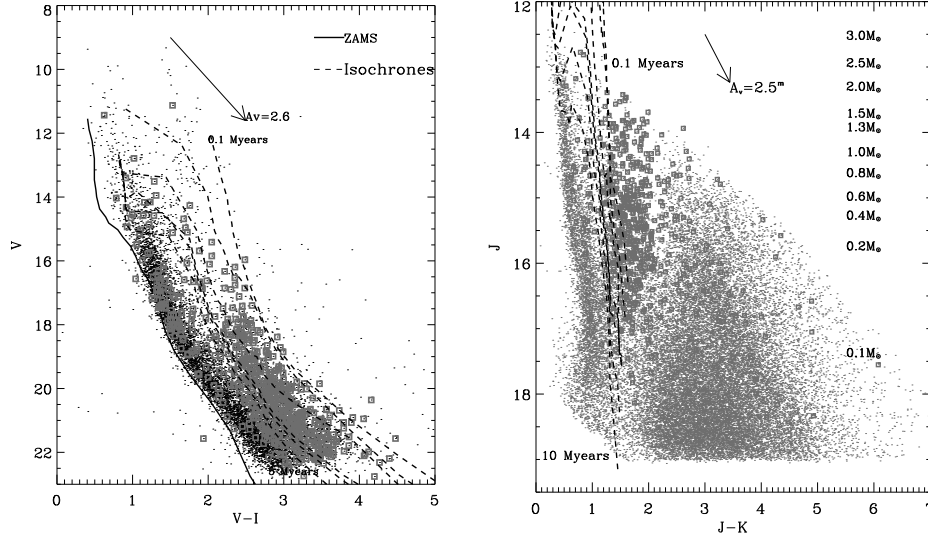 8
10
12
14
16
18
20
22
V
0
1
2
3
4
5
V-I
ZAMS
Isochrones
Av=2.6
0.1 Myears
Myears
12
14
16
18
J
0
1
2
3
4
5
6
7
J-K
0.1 Myears
Av=2.5m
10 Myears
3.0M⊙
2.5M⊙
2.0M⊙
1.5M⊙
1.3M⊙
1.0M⊙
0.8M⊙
0.6M⊙
0.4M⊙
0.2M⊙
0.1M⊙